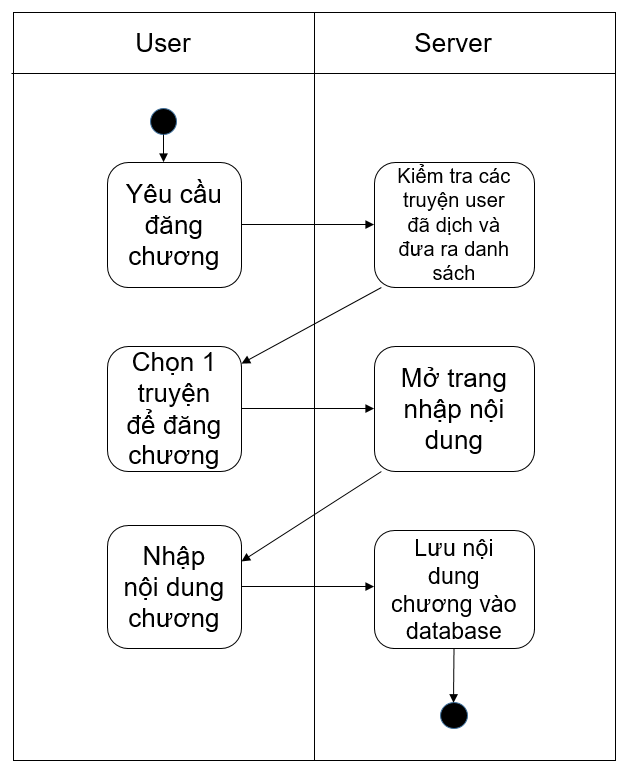 User
Server
Yêu cầu
đăng
chương
Kiểm tra các
truyện user
đã dịch và
đưa ra danh
sách
Chọn 1
truyện
để đăng
chương
Mở trang
nhập nội
dung
Nhập
nội dung
chương
Lưu nội
dung
chương vào
database